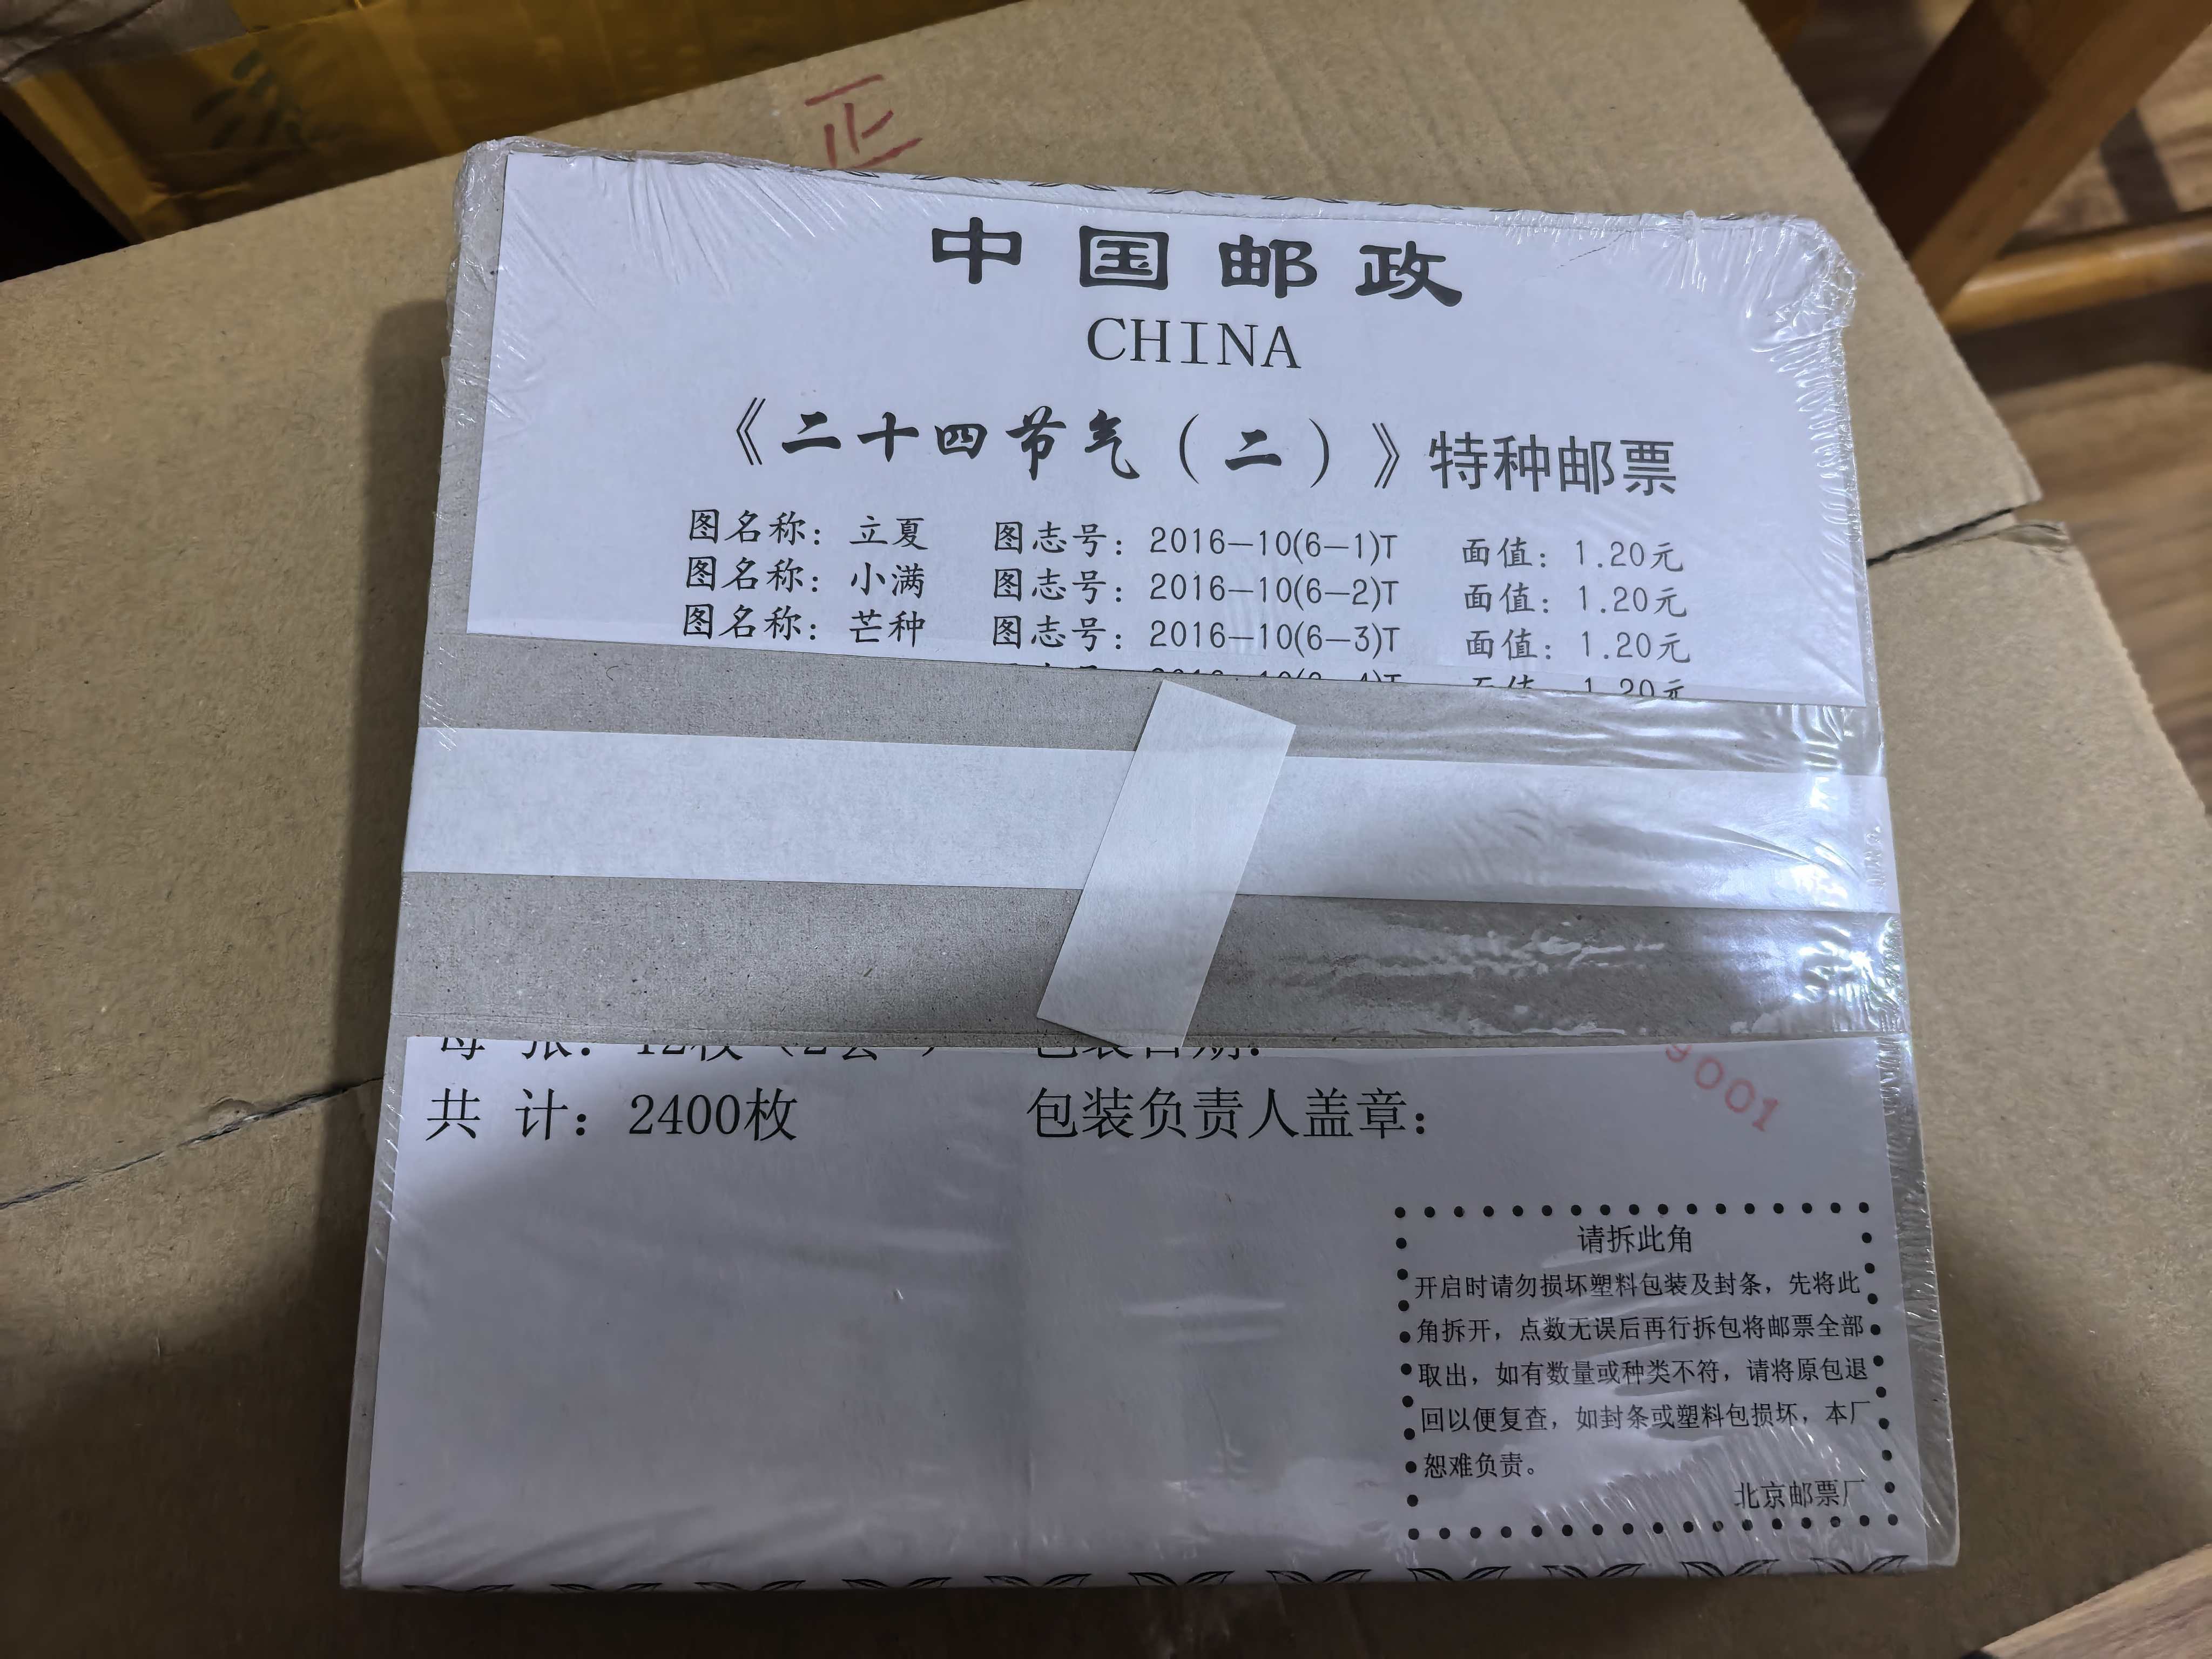 正
中国邮政
CHINA
《二十四节气（二）》特种邮票
图名称：立夏 图志号：2016-10(6-1)T 面值：1.20元
图名称：小满 图志号：2016-10(6-2)T 面值：1.20元
图名称：芒种 图志号：2016-10(6-3)T 面值：1.20元
共 计：2400枚 包装负责人盖章：
9001
请拆此角
开启时请勿损坏塑料包装及封条，先将此
角拆开，点数无误后再行拆包将邮票全部
取出，如有数量或种类不符，请将原包退
回以便复查，如封条或塑料包损坏，本厂
恕难负责。
北京邮票厂